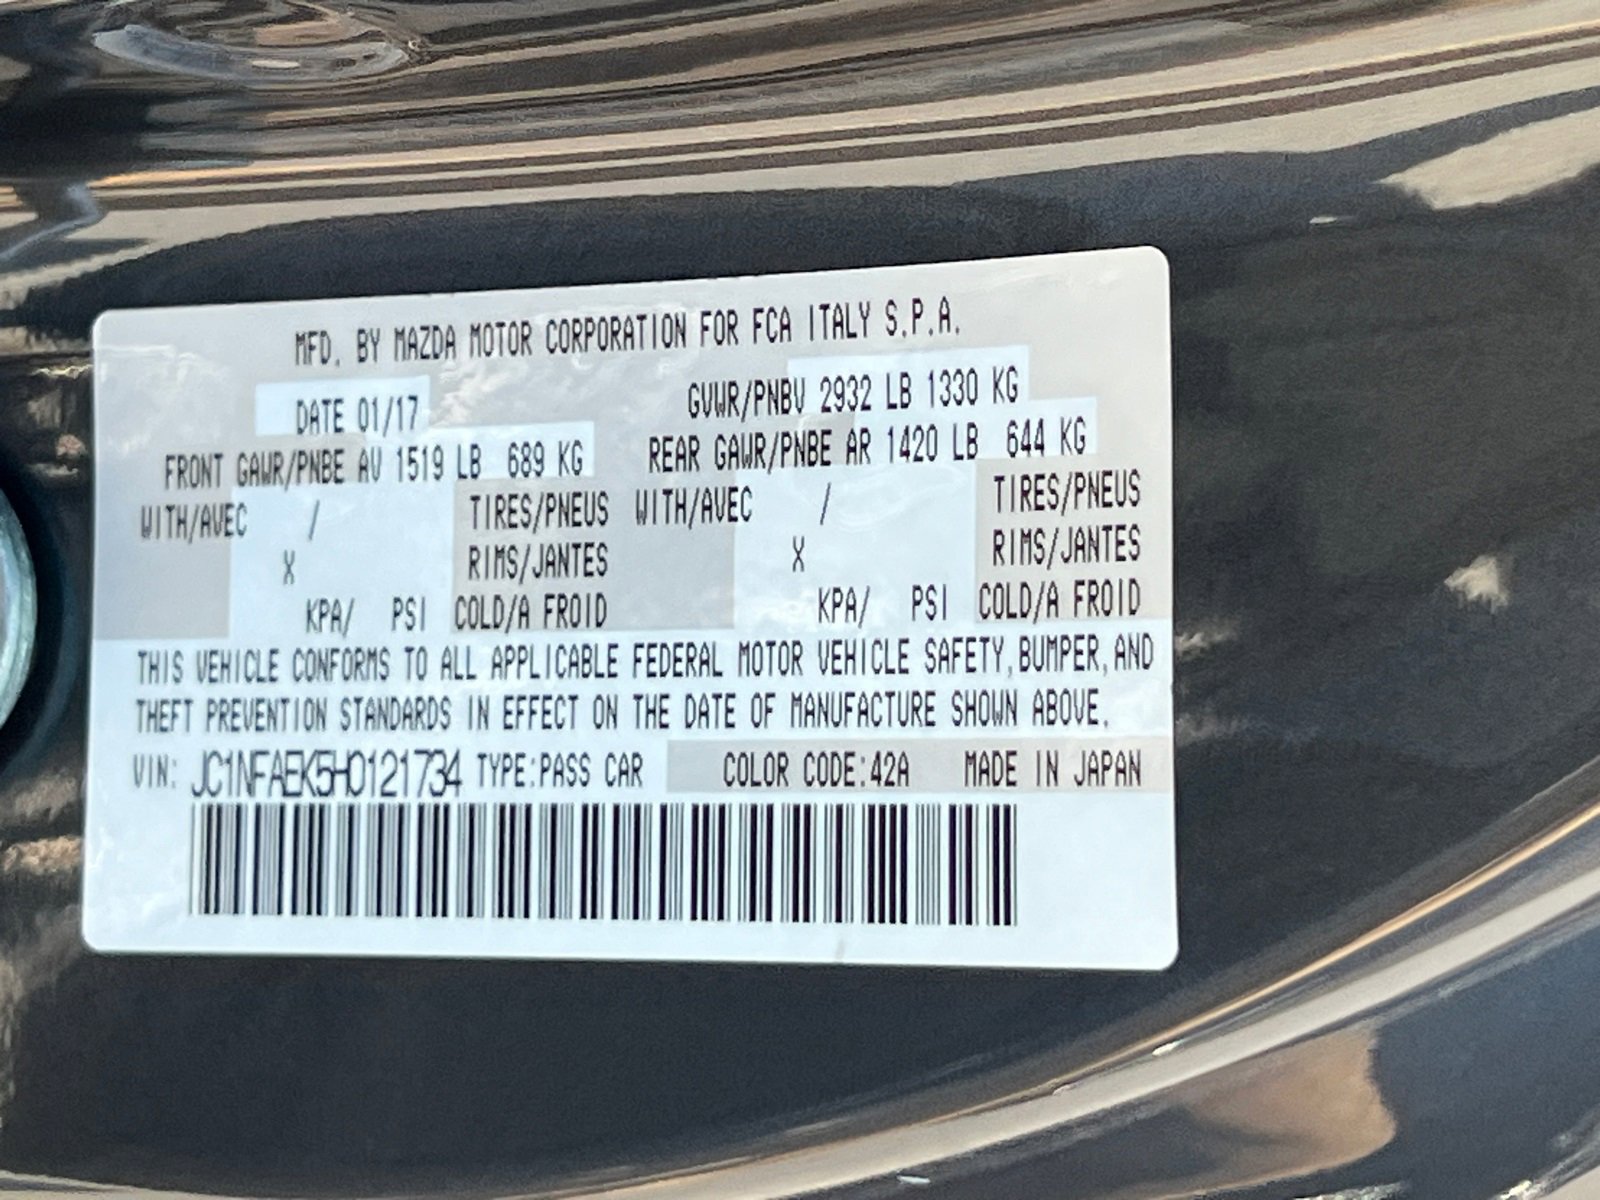 MFD. BY MAZDA MOTOR CORPORATION FOR FCA ITALY S.P.A.
DATE 01/17 GVWR/PNBV 2932 LB 1330 KG
FRONT GAWR/PNBE AV 1519 LB 689 KG REAR GAWR/PNBE AR 1420 LB 644 KG
WITH/AVEC / TIRES/PNEUS WITH/AVEC / TIRES/PNEUS
X RIMS/JANTES X RIMS/JANTES
KPA/ PSI COLD/A FROID KPA/ PSI COLD/A FROID
THIS VEHICLE CONFORMS TO ALL APPLICABLE FEDERAL MOTOR VEHICLE SAFETY, BUMPER, AND
THEFT PREVENTION STANDARDS IN EFFECT ON THE DATE OF MANUFACTURE SHOWN ABOVE.
VIN: JC1NFAEK5H0121734 TYPE:PASS CAR COLOR CODE:42A MADE IN JAPAN